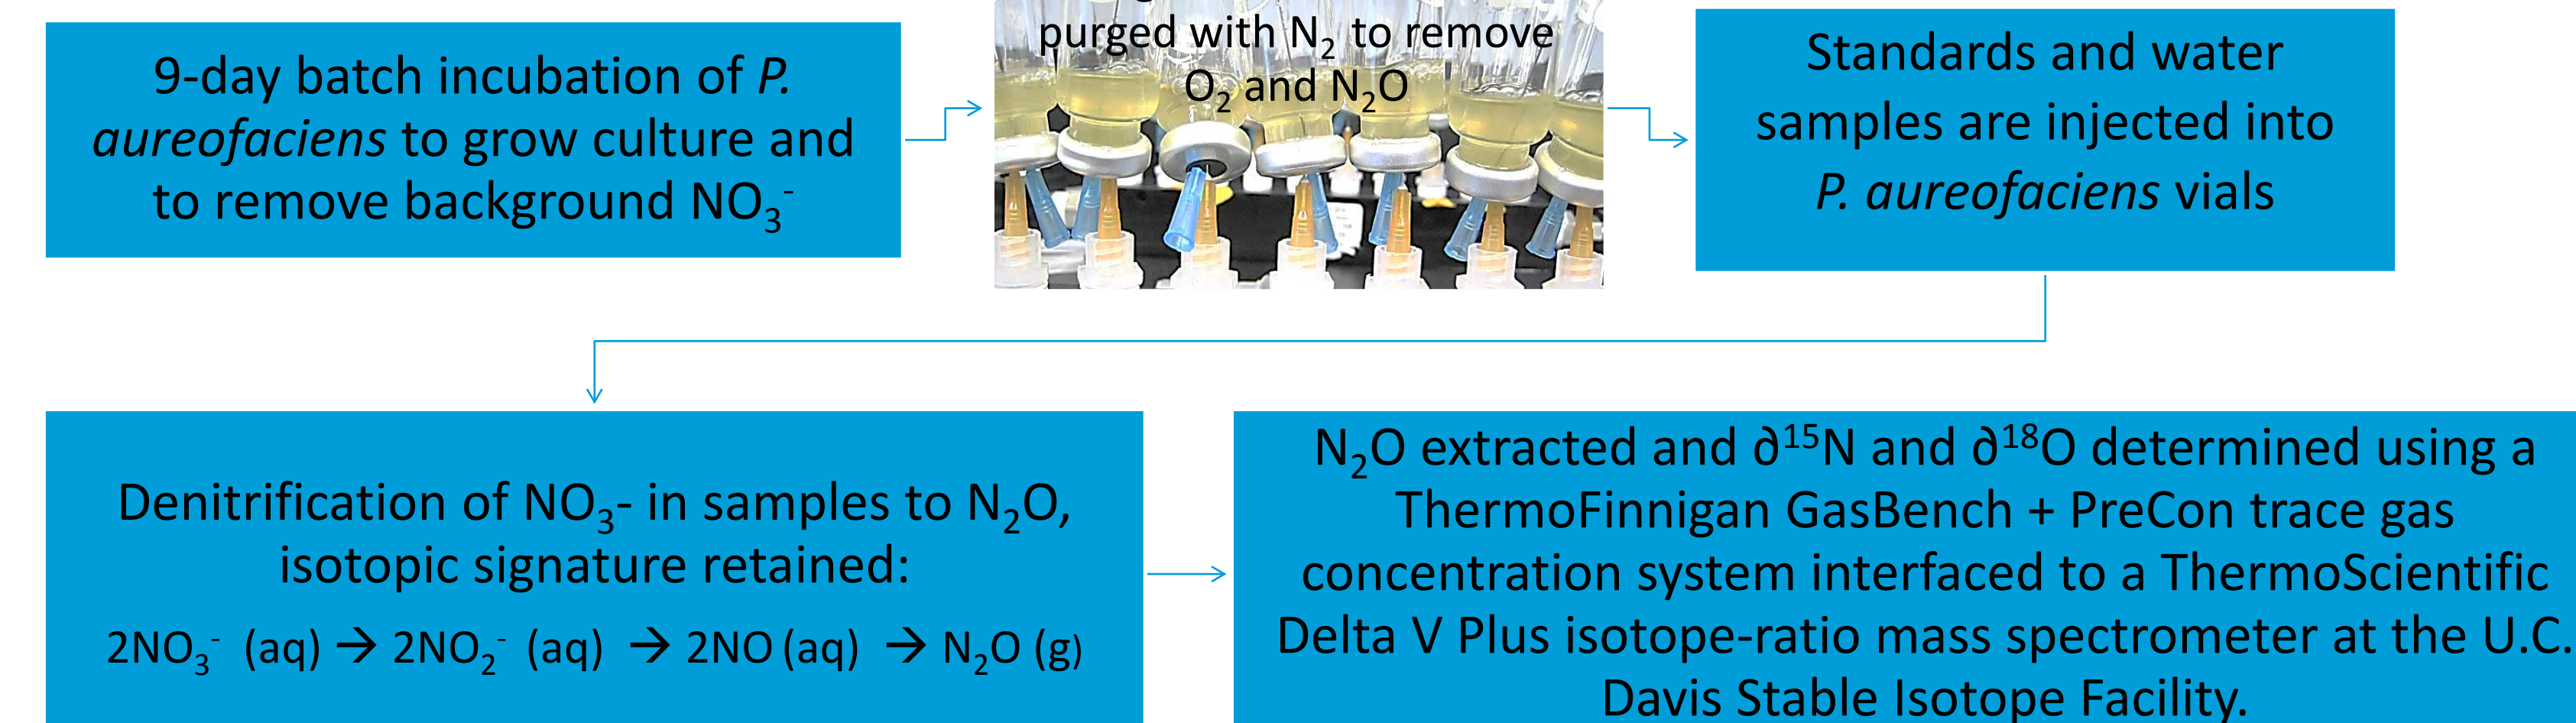 9-day batch incubation of P.
aureofaciens to grow culture and
to remove background NO₃⁻
purged with N₂ to remove
O₂ and N₂O
Standards and water
samples are injected into
P. aureofaciens vials
Denitrification of NO₃- in samples to N₂O,
isotopic signature retained:
2NO₃⁻ (aq) → 2NO₂⁻ (aq) → 2NO (aq) → N₂O (g)
N₂O extracted and ∂¹⁵N and ∂¹⁸O determined using a
ThermoFinnigan GasBench + PreCon trace gas
concentration system interfaced to a ThermoScientific
Delta V Plus isotope-ratio mass spectrometer at the U.C.
Davis Stable Isotope Facility.